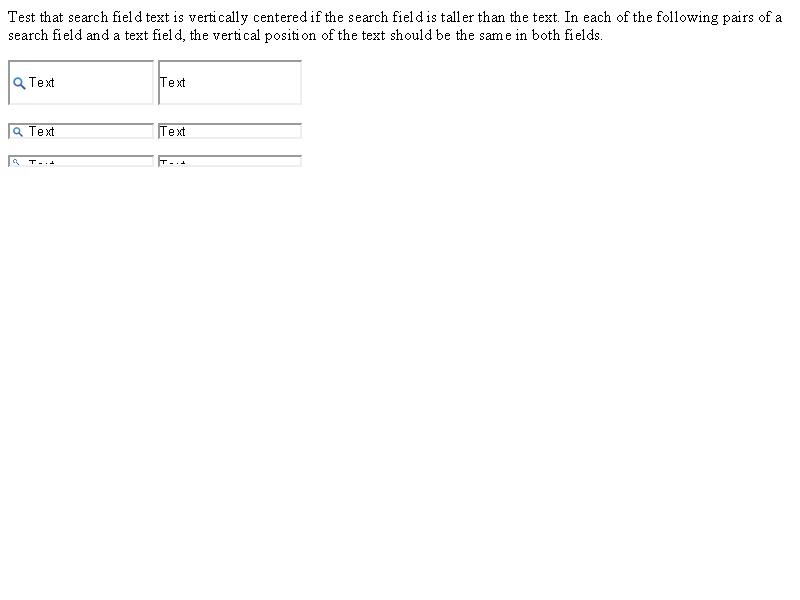 Test that search field text is vertically centered if the search field is taller than the text. In each of the following pairs of a
search field and a text field, the vertical position of the text should be the same in both fields.
Text Text
Text Text